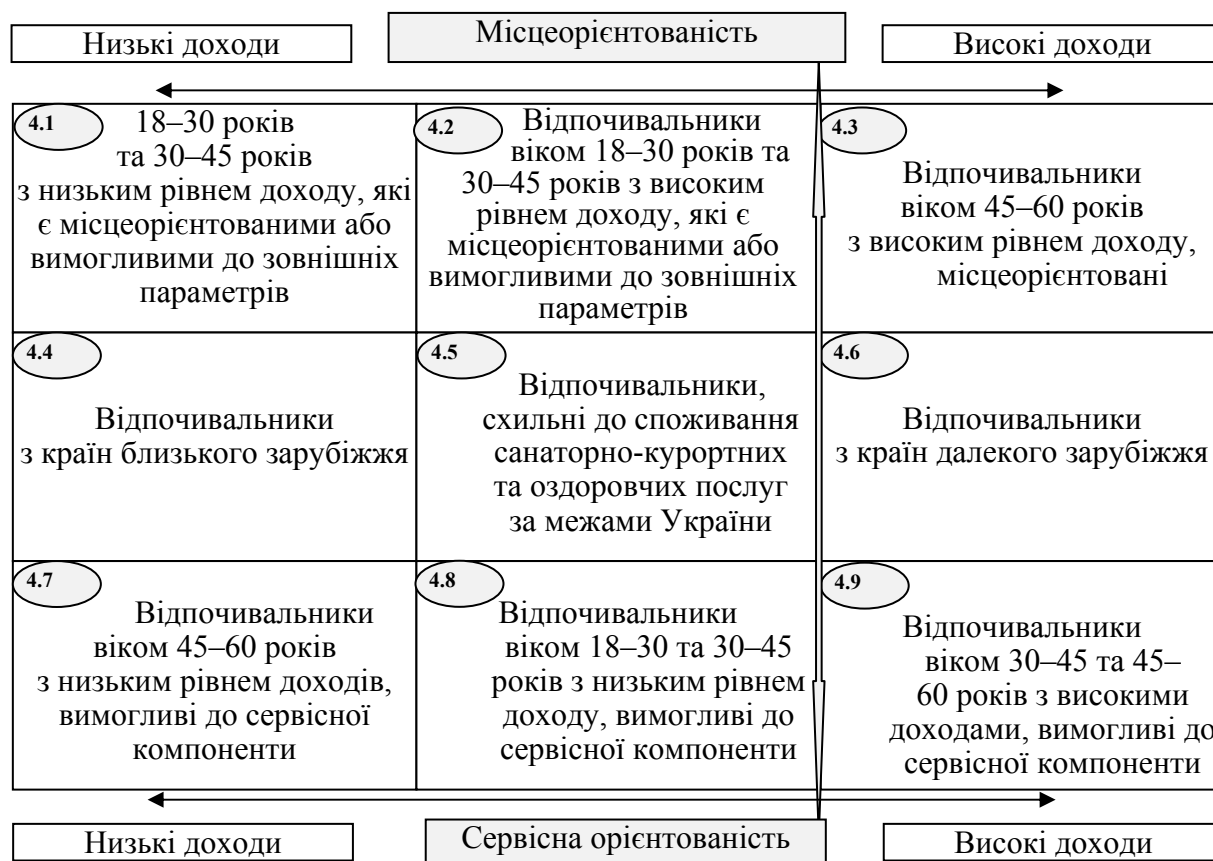 Низькі доходи
Місцеорієнтованість
Високі доходи
4.1
18–30 років
та 30–45 років
з низьким рівнем доходу, які
є місцеорієнтованими або
вимогливими до зовнішніх
параметрів
4.2
Відпочивальники
віком 18–30 років та
30–45 років з високим
рівнем доходу, які є
місцеорієнтованими або
вимогливими до зовнішніх
параметрів
4.3
Відпочивальники
віком 45–60 років
з високим рівнем доходу,
місцеорієнтовані
4.4
Відпочивальники
з країн близького зарубіжжя
4.5
Відпочивальники,
схильні до споживання
санаторно-курортних
та оздоровчих послуг
за межами України
4.6
Відпочивальники
з країн далекого зарубіжжя
4.7
Відпочивальники
віком 45–60 років
з низьким рівнем доходів,
вимогливі до сервісної
компоненти
4.8
Відпочивальники
віком 18–30 та 30–45
років з низьким рівнем
доходу, вимогливі до
сервісної компоненти
4.9
Відпочивальники
віком 30–45 та 45–
60 років з високими
доходами, вимогливі до
сервісної компоненти
Низькі доходи
Сервісна орієнтованість
Високі доходи